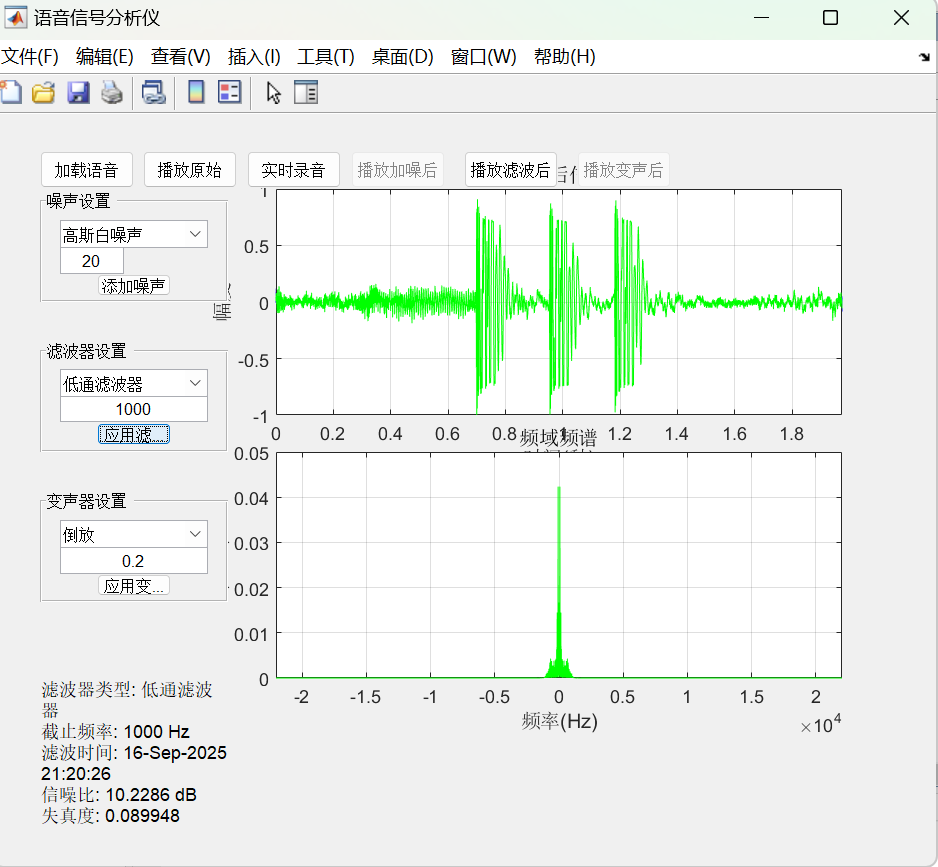 语音信号分析仪
文件(F) 编辑(E) 查看(V) 插入(I) 工具(T) 桌面(D) 窗口(W) 帮助(H)
加载语音 播放原始 实时录音 播放加噪后 播放滤波后 播放变声后
噪声设置
高斯白噪声
20
添加噪声
滤波器设置
低通滤波器
1000
应用滤...
变声器设置
倒放
0.2
应用变...
滤波器类型: 低通滤波
器
截止频率: 1000 Hz
滤波时间: 16-Sep-2025
21:20:26
信噪比: 10.2286 dB
失真度: 0.089948
1
0.5
0
-0.5
-1
0 0.2 0.4 0.6 0.8 1 1.2 1.4 1.6 1.8
频域频谱
0.05
0.04
0.03
0.02
0.01
0
-2 -1.5 -1 -0.5 0 0.5 1 1.5 2
频率(Hz)
×10⁴